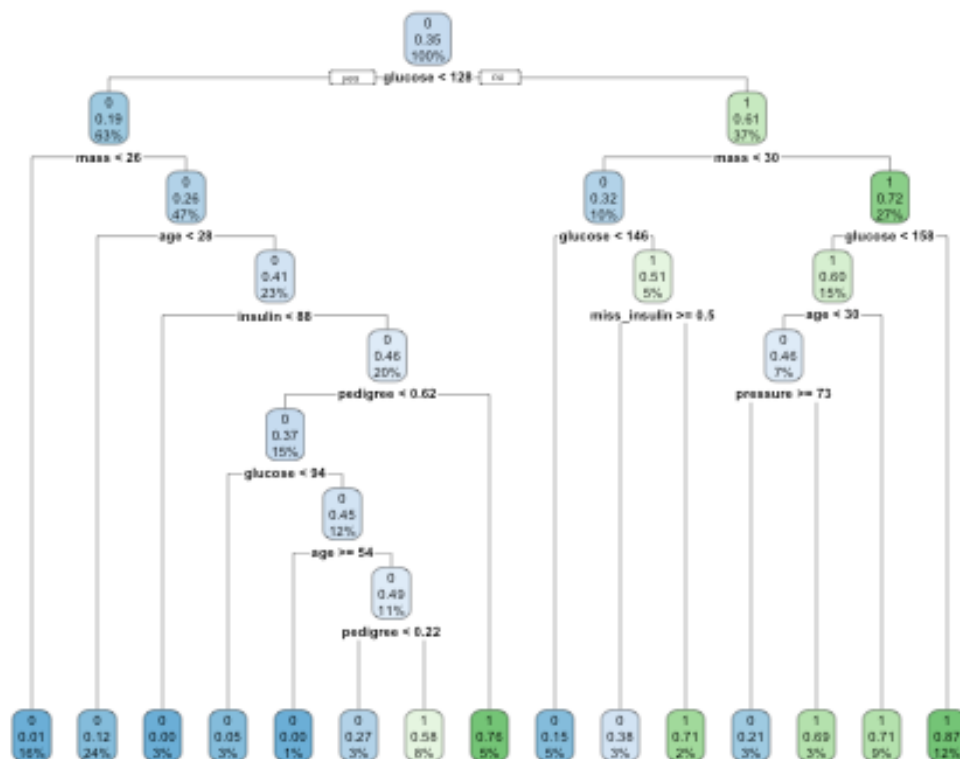 0
0.35
100%
yes glucose < 128 no
0
0.19
63%
1
0.61
37%
mass < 26
mass < 30
0
0.26
47%
0
0.32
10%
1
0.72
27%
age < 28
glucose < 146
glucose < 158
0
0.41
23%
1
0.51
5%
1
0.60
15%
insulin < 88
miss_insulin >= 0.5
age < 30
0
0.46
20%
0
0.46
7%
pedigree < 0.62
pressure >= 73
0
0.37
15%
glucose < 94
0
0.45
12%
age >= 54
0
0.49
11%
pedigree < 0.22
0 0 0 0 0 0 1 1 0 0 1 0 1 1 1
0.01 0.12 0.00 0.05 0.00 0.27 0.58 0.76 0.15 0.38 0.71 0.21 0.69 0.71 0.87
16% 24% 3% 3% 1% 3% 8% 5% 5% 3% 2% 3% 3% 9% 12%